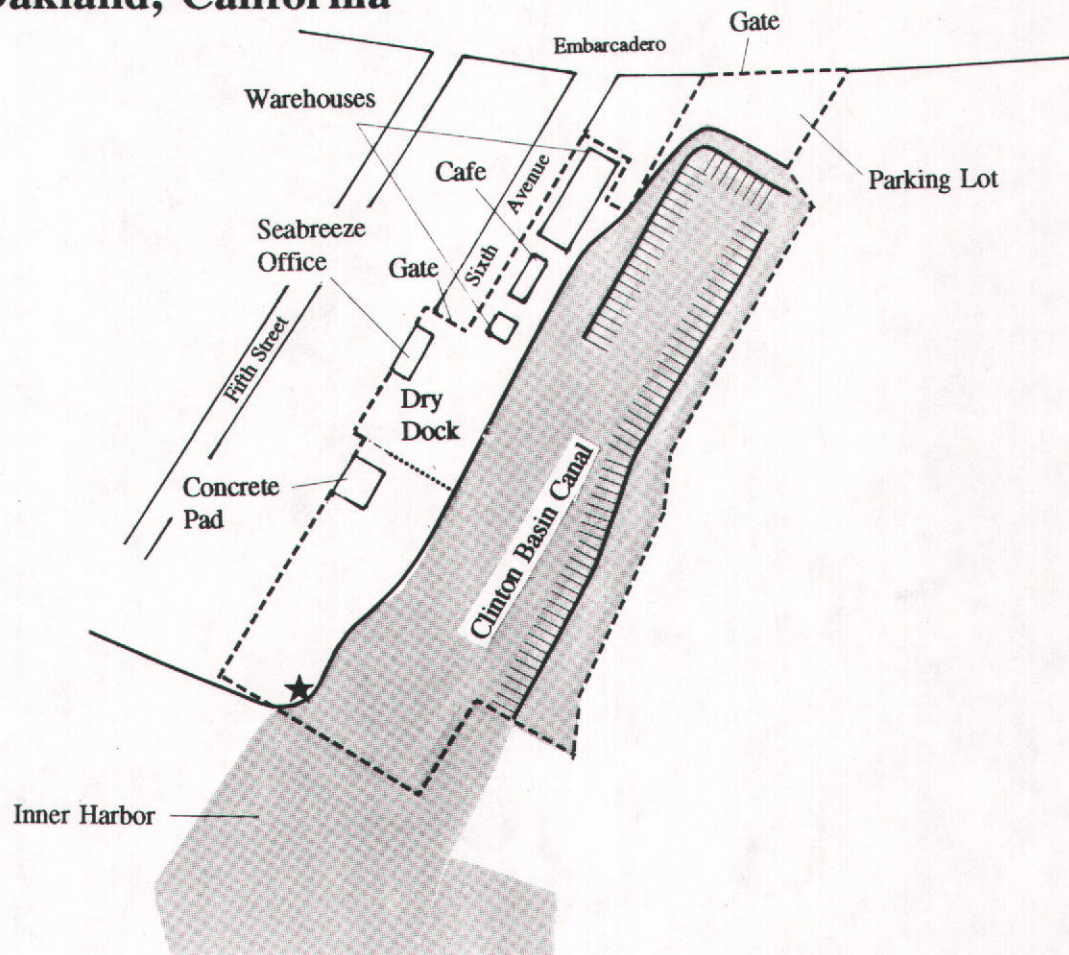 Oakland, California
Gate
Embarcadero
Warehouses
Cafe
Avenue
Parking Lot
Seabreeze
Office
Gate
Sixth
Fifth Street
Dry
Dock
Clinton Basin Canal
Concrete
Pad
Inner Harbor